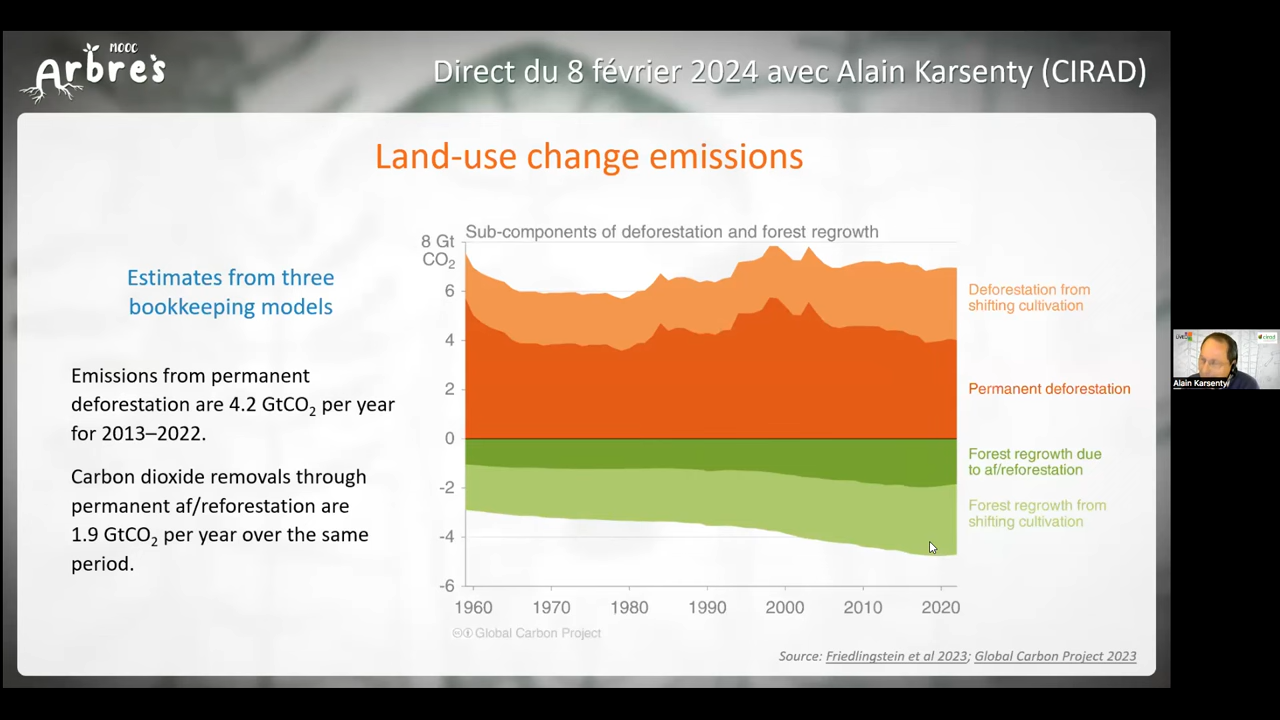 MOOC
Arbre's
Direct du 8 février 2024 avec Alain Karsenty (CIRAD)
Land-use change emissions
Estimates from three
bookkeeping models
Emissions from permanent
deforestation are 4.2 GtCO₂ per year
for 2013–2022.
Carbon dioxide removals through
permanent af/reforestation are
1.9 GtCO₂ per year over the same
period.
Sub-components of deforestation and forest regrowth
8 Gt
CO₂
6
4
2
0
-2
-4
-6
1960 1970 1980 1990 2000 2010 2020
Deforestation from
shifting cultivation
Permanent deforestation
Forest regrowth due
to af/reforestation
Forest regrowth from
shifting cultivation
Global Carbon Project
Source: Friedlingstein et al 2023; Global Carbon Project 2023
cirad
Alain Karsenty